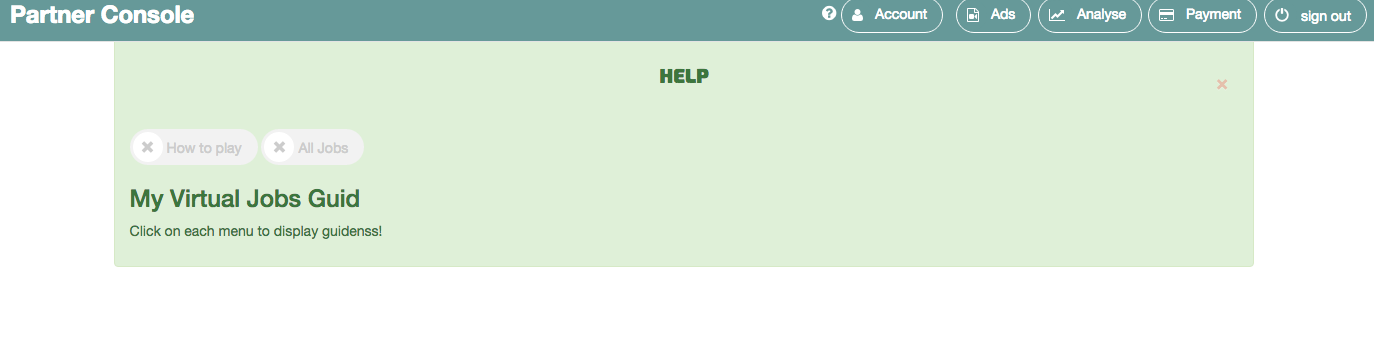 Partner Console
Account
Ads
Analyse
Payment
sign out
HELP
How to play
All Jobs
My Virtual Jobs Guid
Click on each menu to display guidenss!